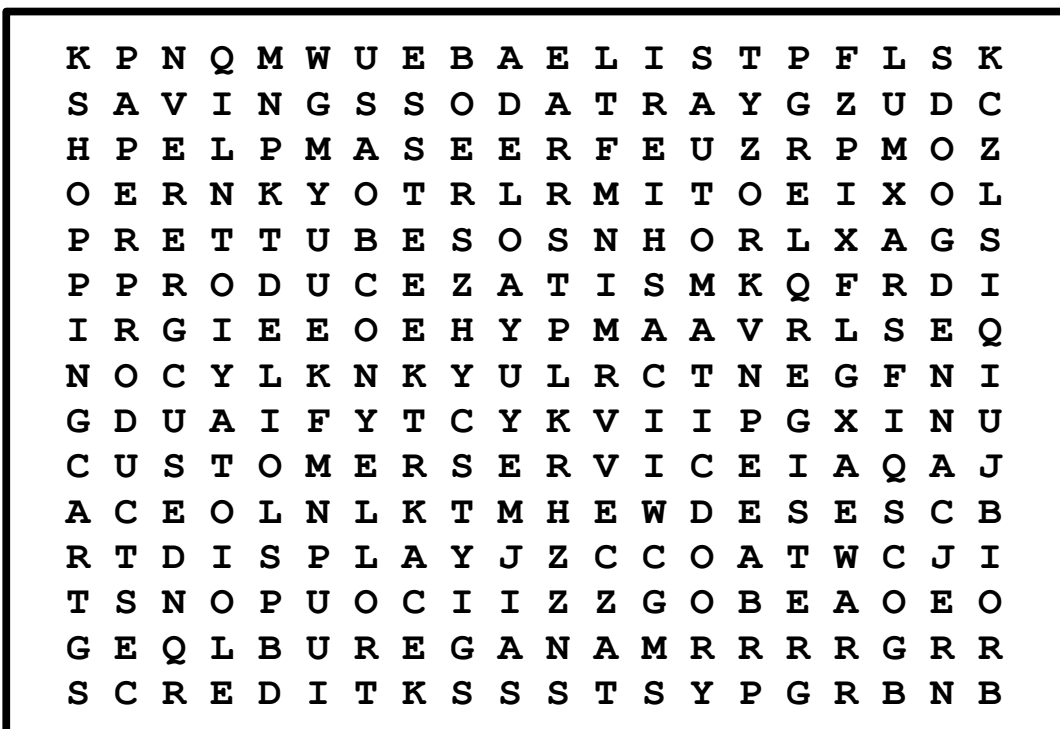 K P N Q M W U E B A E L I S T P F L S K
S A V I N G S S O D A T R A Y G Z U D C
H P E L P M A S E E R F E U Z R P M O Z
O E R N K Y O T R L R M I T O E I X O L
P R E T T U B E S O S N H O R L X A G S
P P R O D U C E Z A T I S M K Q F R D I
I R G I E E O E H Y P M A A V R L S E Q
N O C Y L K N K Y U L R C T N E G F N I
G D U A I F Y T C Y K V I I P G X I N U
C U S T O M E R S E R V I C E I A Q A J
A C E O L N L K T M H E W D E S E S C B
R T D I S P L A Y J Z C C O A T W C J I
T S N O P U O C I I Z Z G O B E A O E O
G E Q L B U R E G A N A M R R R R G R R
S C R E D I T K S S S T S Y P G R B N B